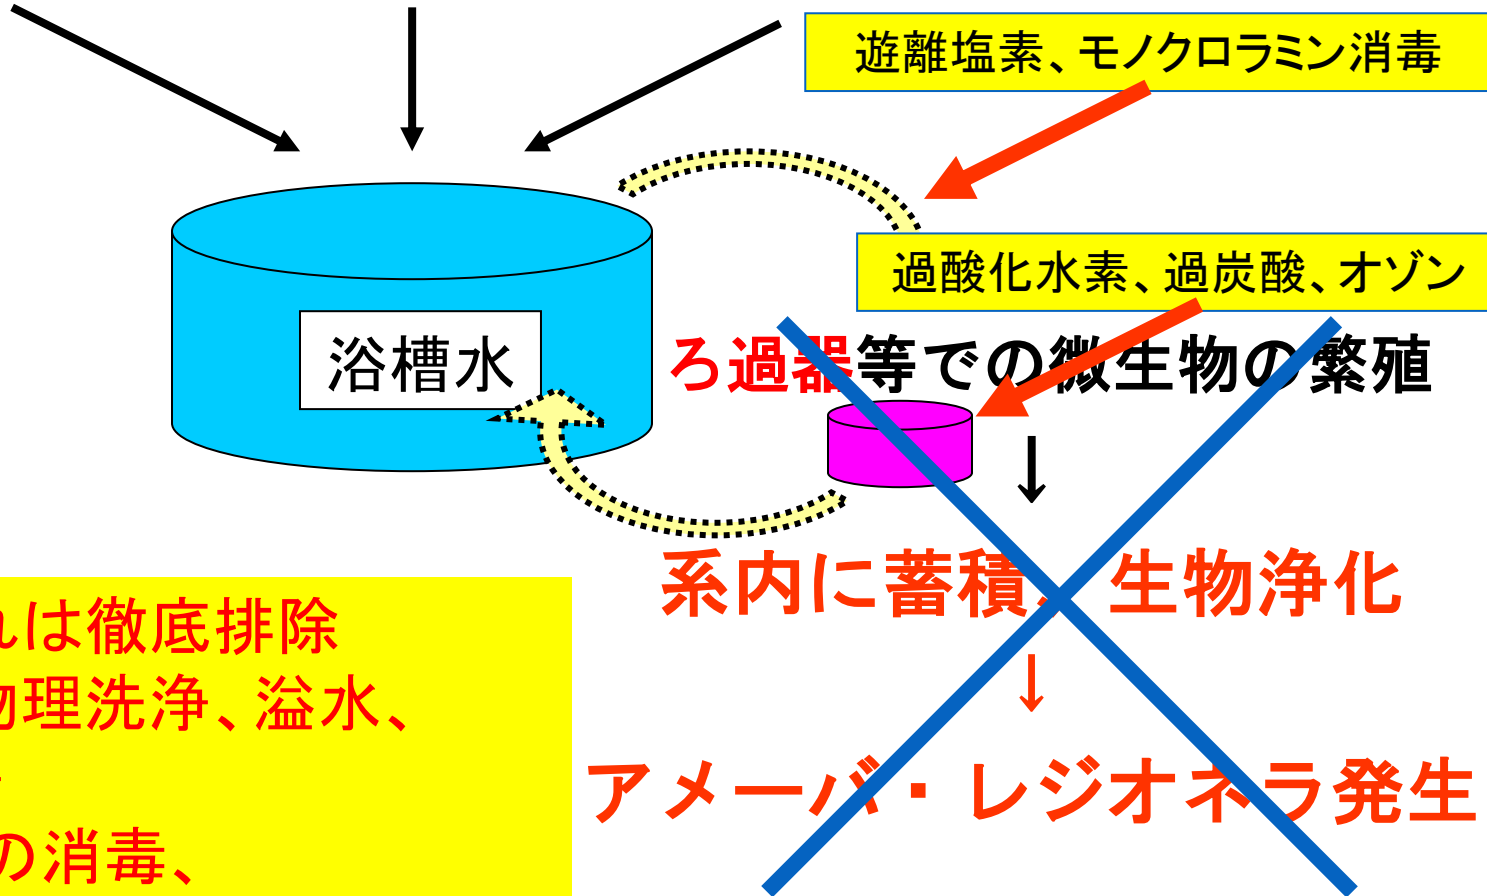 遊離塩素、モノクロラミン消毒
過酸化水素、過炭酸、オゾン
浴槽水
ろ過器等での微生物の繁殖
↓
系内に蓄積、生物浄化
↓
アメーバ・レジオネラ発生
れは徹底排除
物理洗浄、溢水、
の消毒、